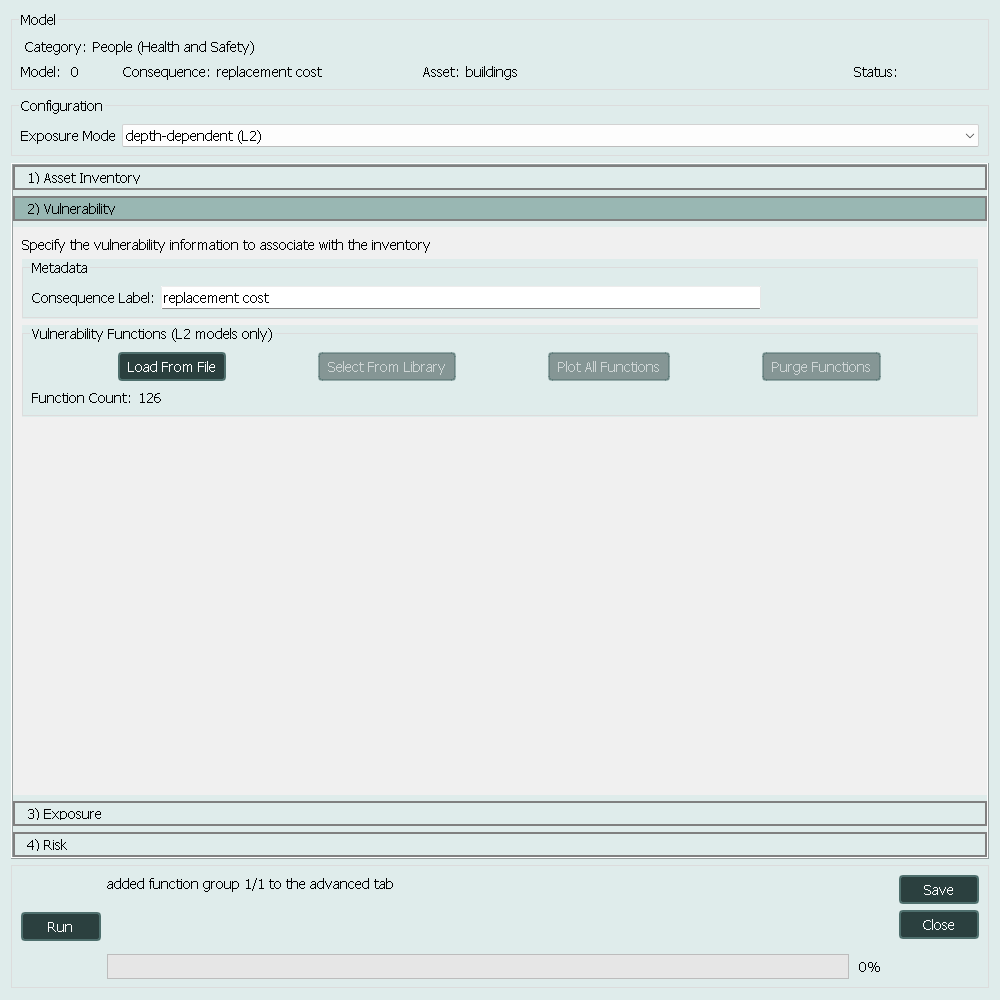 Model
Category: People (Health and Safety)
Model: 0 Consequence: replacement cost Asset: buildings Status:
Configuration
Exposure Mode depth-dependent (L2)
1) Asset Inventory
2) Vulnerability
Specify the vulnerability information to associate with the inventory
Metadata
Consequence Label: replacement cost
Vulnerability Functions (L2 models only)
Load From File Select From Library Plot All Functions Purge Functions
Function Count: 126
3) Exposure
4) Risk
added function group 1/1 to the advanced tab
Save
Run
Close
0%